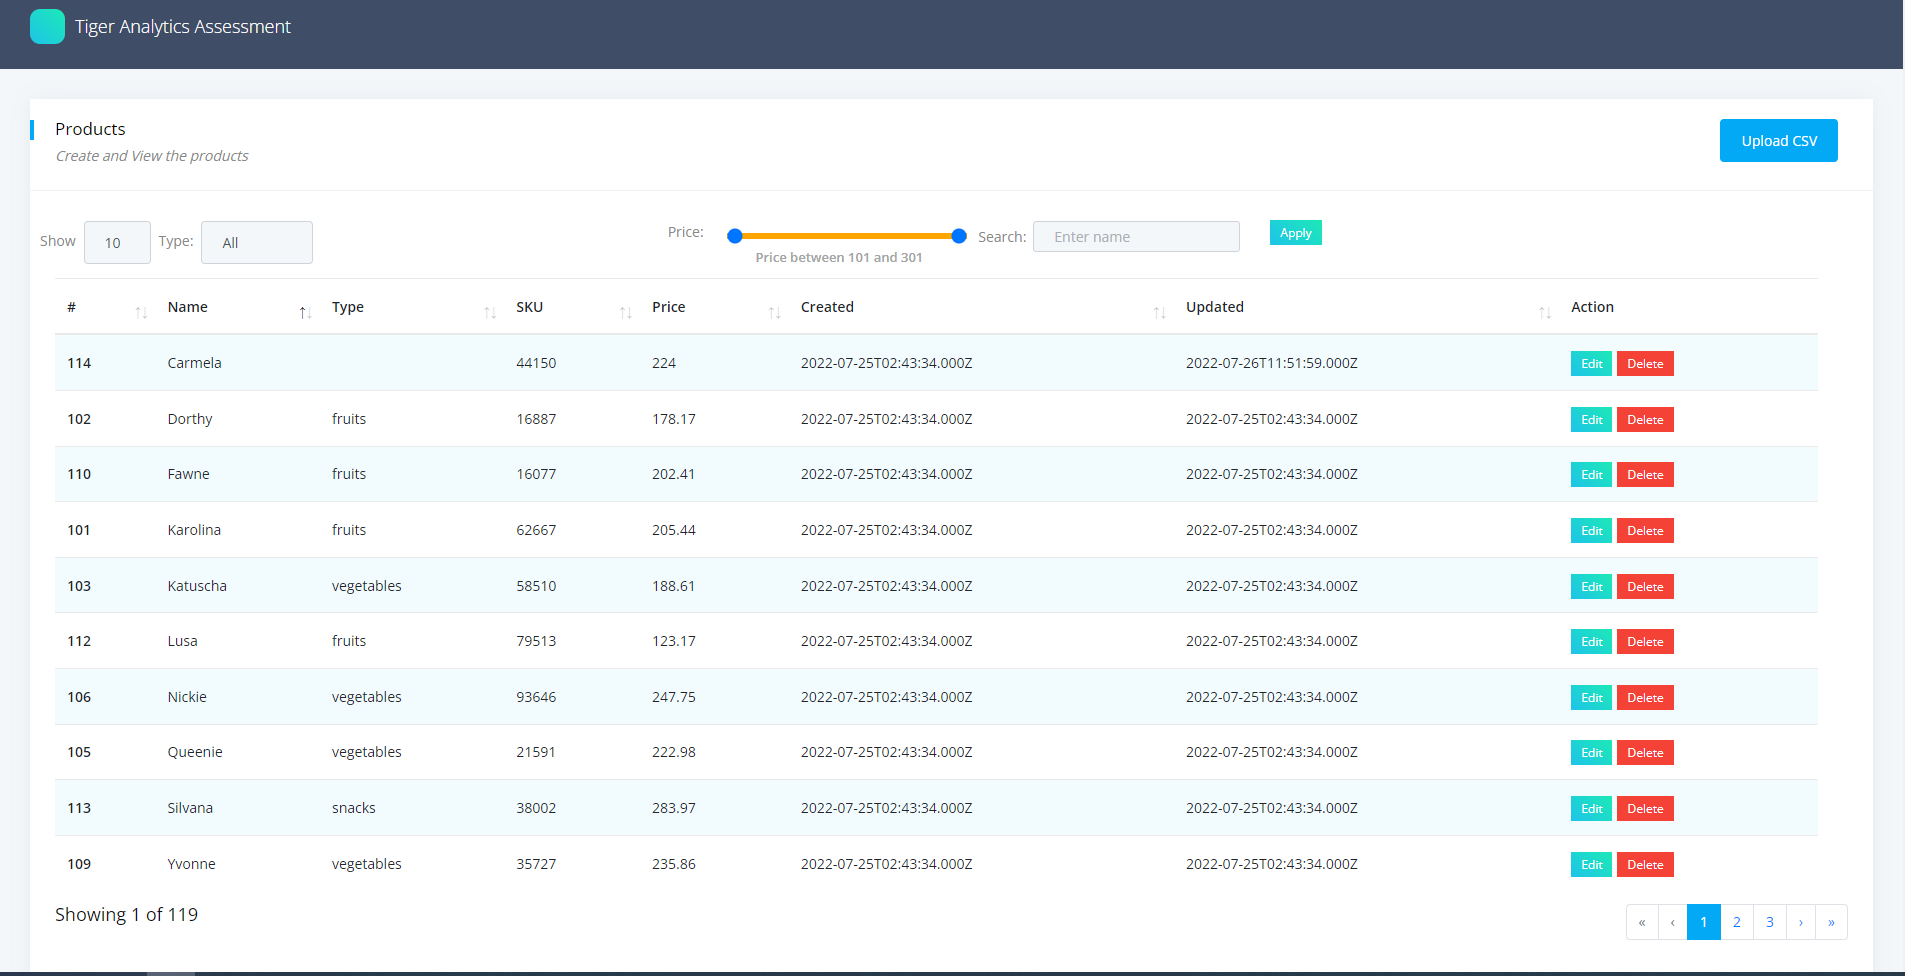 Tiger Analytics Assessment
Products
Create and View the products
Upload CSV
Show 10 Type: All Price: Search: Enter name Apply
Price between 101 and 301
# Name Type SKU Price Created Updated Action
114 Carmela 44150 224 2022-07-25T02:43:34.000Z 2022-07-26T11:51:59.000Z Edit Delete
102 Dorthy fruits 16887 178.17 2022-07-25T02:43:34.000Z 2022-07-25T02:43:34.000Z Edit Delete
110 Fawne fruits 16077 202.41 2022-07-25T02:43:34.000Z 2022-07-25T02:43:34.000Z Edit Delete
101 Karolina fruits 62667 205.44 2022-07-25T02:43:34.000Z 2022-07-25T02:43:34.000Z Edit Delete
103 Katuscha vegetables 58510 188.61 2022-07-25T02:43:34.000Z 2022-07-25T02:43:34.000Z Edit Delete
112 Lusa fruits 79513 123.17 2022-07-25T02:43:34.000Z 2022-07-25T02:43:34.000Z Edit Delete
106 Nickie vegetables 93646 247.75 2022-07-25T02:43:34.000Z 2022-07-25T02:43:34.000Z Edit Delete
105 Queenie vegetables 21591 222.98 2022-07-25T02:43:34.000Z 2022-07-25T02:43:34.000Z Edit Delete
113 Silvana snacks 38002 283.97 2022-07-25T02:43:34.000Z 2022-07-25T02:43:34.000Z Edit Delete
109 Yvonne vegetables 35727 235.86 2022-07-25T02:43:34.000Z 2022-07-25T02:43:34.000Z Edit Delete
Showing 1 of 119
« ‹ 1 2 3 › »